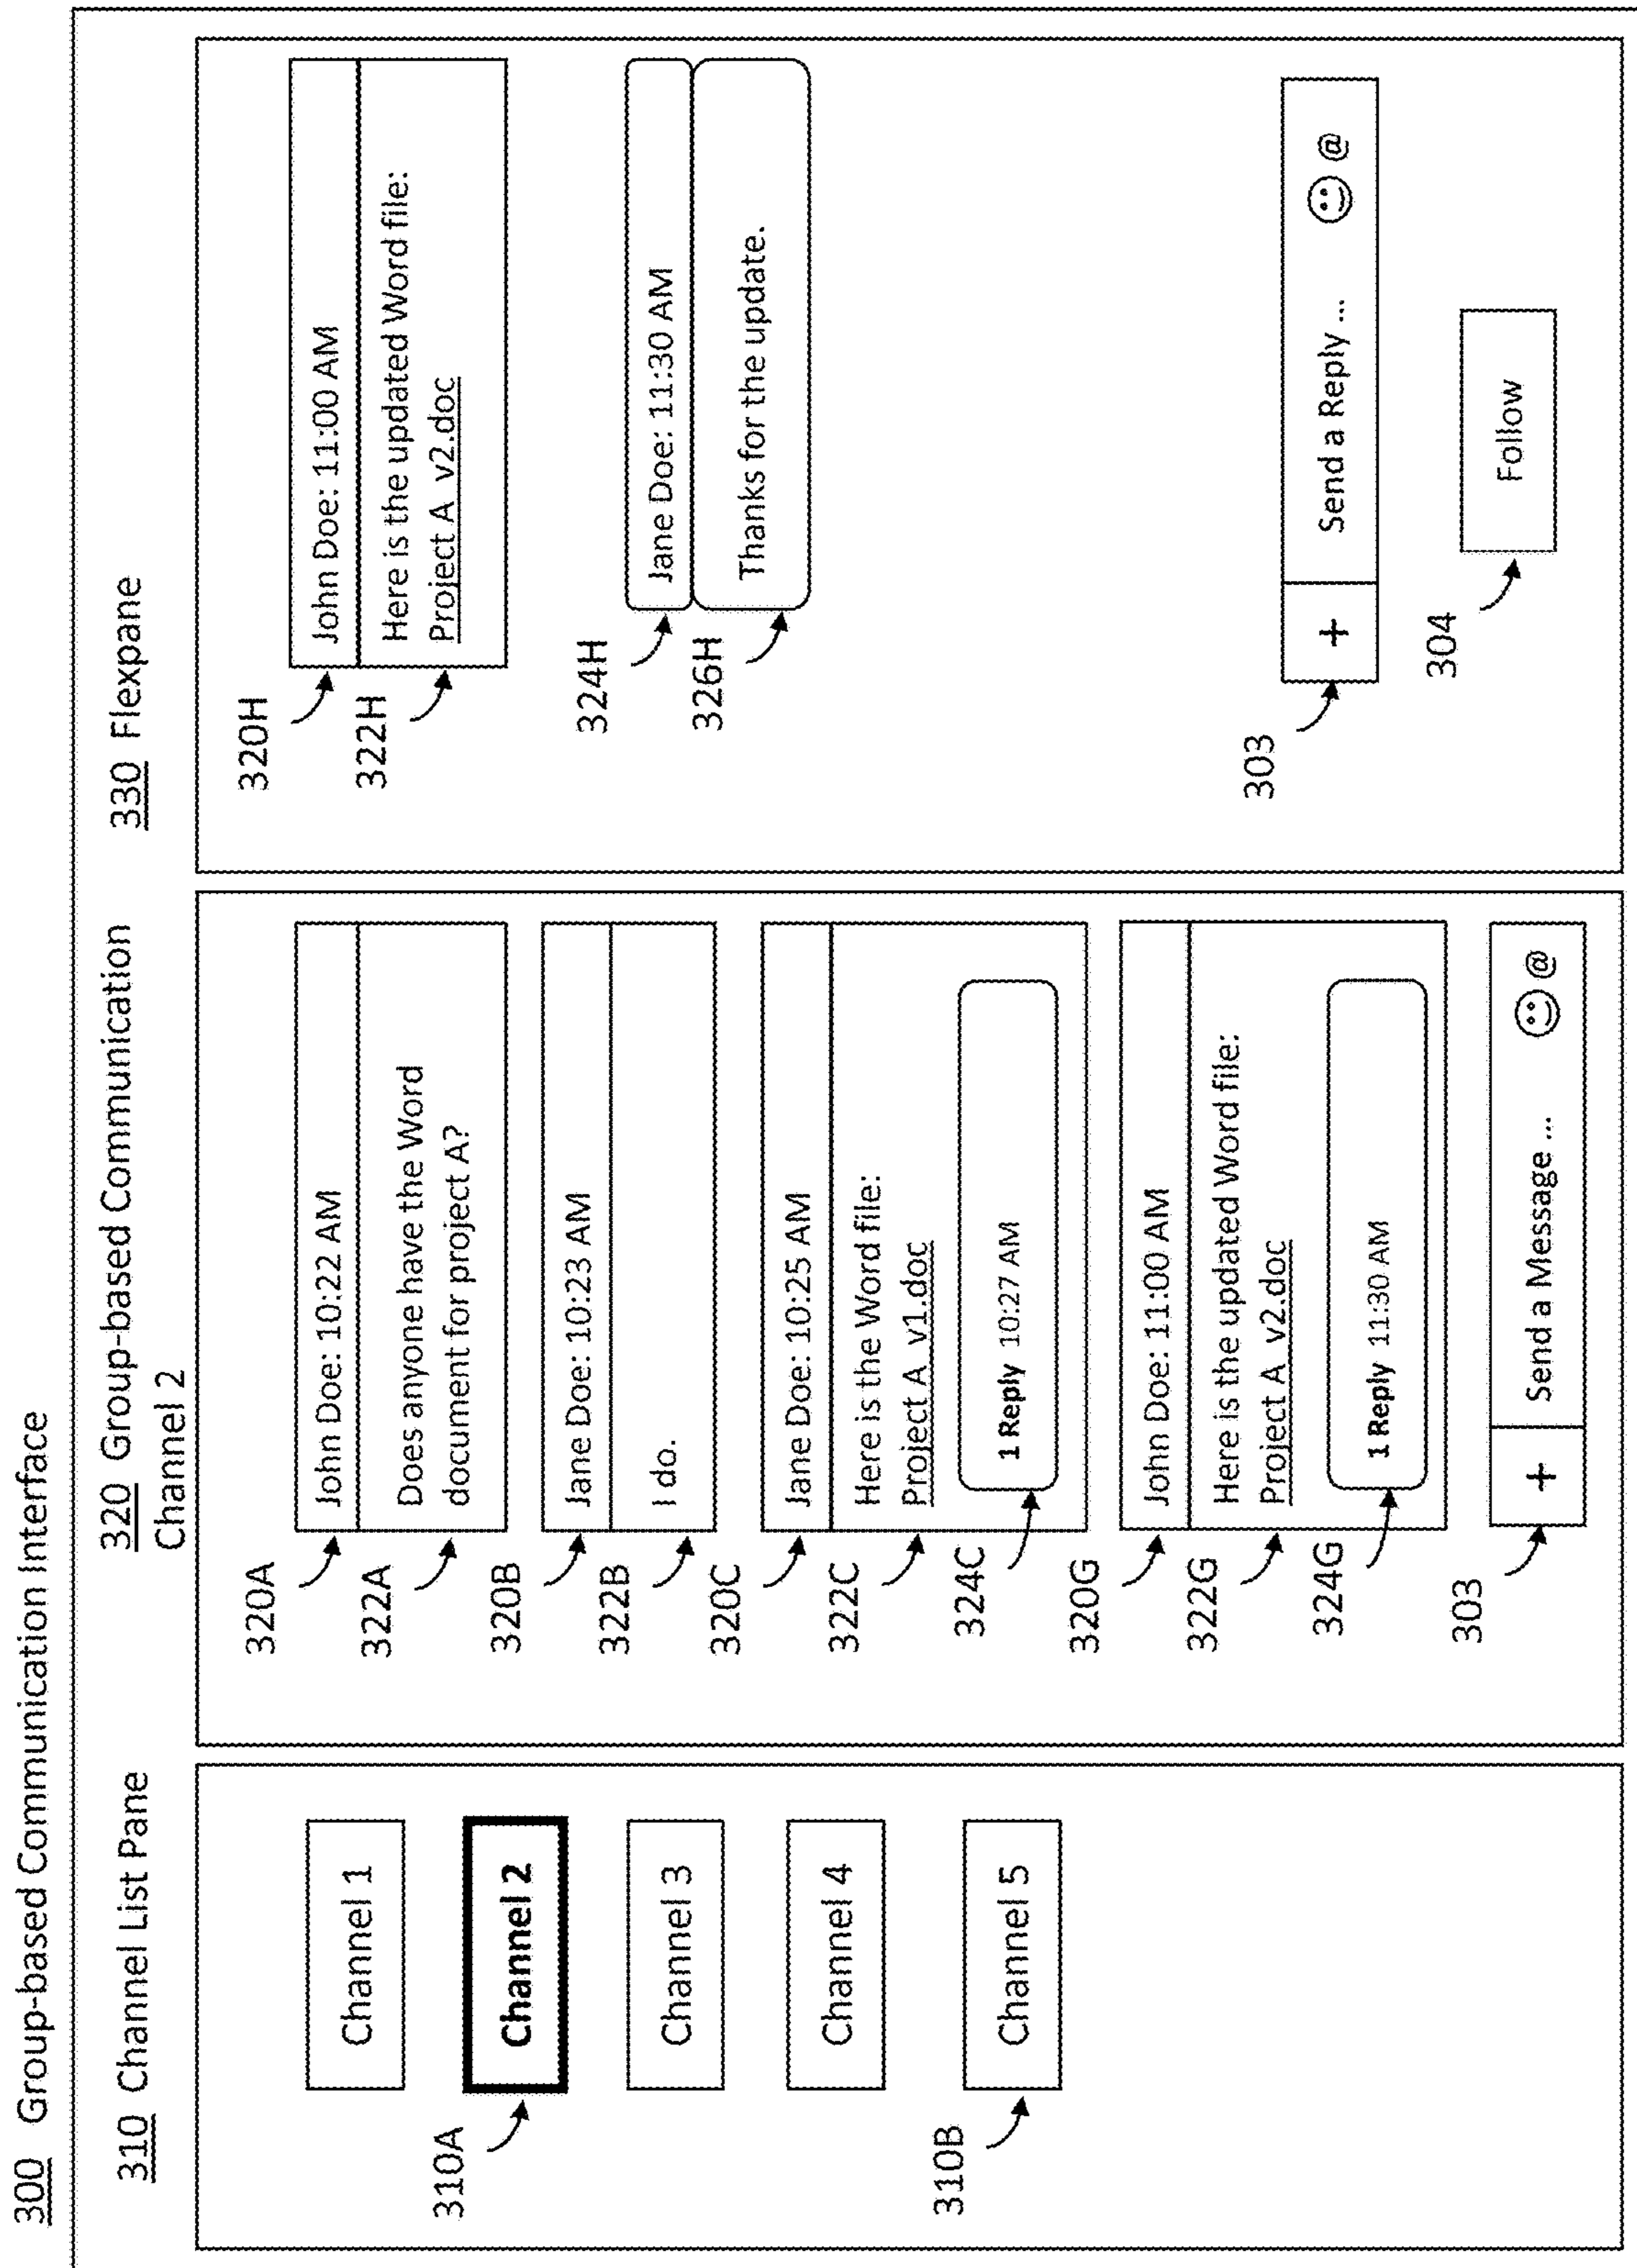 300 Group-based Communication Interface
310 Channel List Pane
Channel 1
310A
Channel 2
Channel 3
Channel 4
310B
Channel 5
320 Group-based Communication
Channel 2
320A
John Doe: 10:22 AM
322A
Does anyone have the Word
document for project A?
320B
Jane Doe: 10:23 AM
322B
I do.
320C
Jane Doe: 10:25 AM
322C
Here is the Word file:
Project A v1.doc
324C
1 Reply 10:27 AM
320G
John Doe: 11:00 AM
322G
Here is the updated Word file:
Project A v2.doc
324G
1 Reply 11:30 AM
303
+ Send a Message ... ☺ @
330 Flexpane
320H
John Doe: 11:00 AM
322H
Here is the updated Word file:
Project A v2.doc
324H
Jane Doe: 11:30 AM
326H
Thanks for the update.
303
+ Send a Reply ... ☺ @
304
Follow